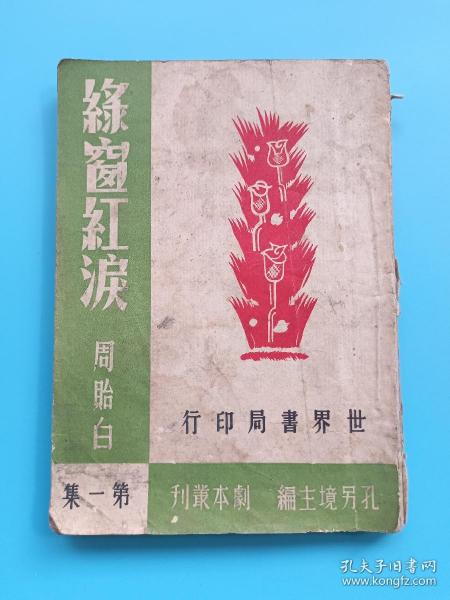 綠窗紅淚
周貽白
世界書局印行
孔另境主編 劇本叢刊
第一集
孔夫子旧书网
www.kongfz.com